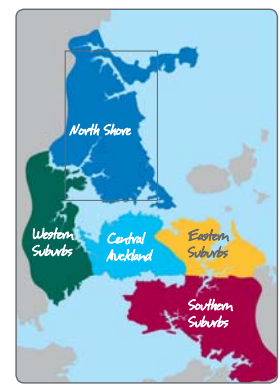 North Shore
Western
Suburbs
Central
Auckland
Eastern
Suburbs
Southern
Suburbs